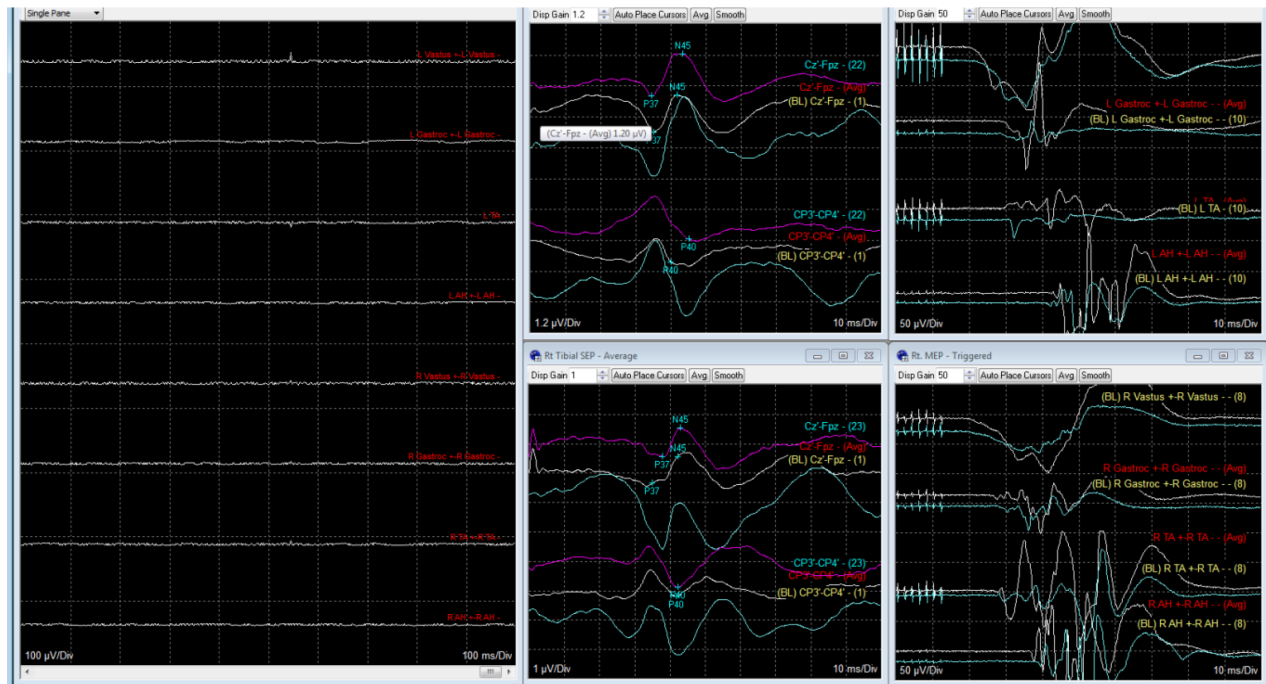 Single Pane
L Vastus +-L Vastus -
L Gastroc +-L Gastroc -
L TA
L AH +-L AH -
R Vastus +-R Vastus -
R Gastroc +-R Gastroc -
R TA +-R TA -
R AH +-R AH -
100 µV/Div
100 ms/Div
Disp Gain 1.2 Auto Place Cursors Avg Smooth
N45
Cz'-Fpz - (22)
P37
N45
Cz'-Fpz - (Avg)
(BL) Cz'-Fpz - (1)
(Cz'-Fpz - (Avg) 1.20 µV)
CP3'-CP4' - (22)
CP3'-CP4' - (Avg)
P40
(BL) CP3'-CP4' - (1)
P40
1.2 µV/Div
10 ms/Div
Disp Gain 50 Auto Place Cursors Avg Smooth
L Gastroc +-L Gastroc - - (Avg)
(BL) L Gastroc +-L Gastroc - - (10)
(BL) L TA - (10)
L AH +-L AH - - (Avg)
(BL) L AH +-L AH - - (10)
50 µV/Div
10 ms/Div
Rt Tibial SEP - Average
Disp Gain 1 Auto Place Cursors Avg Smooth
N45
Cz'-Fpz - (23)
Cz'-Fpz - (Avg)
N45
P37
(BL) Cz'-Fpz - (1)
P37
CP3'-CP4' - (23)
CP3'-CP4' - (Avg)
(BL) CP3'-CP4' - (1)
P40
1 µV/Div
10 ms/Div
Rt. MEP - Triggered
Disp Gain 50 Auto Place Cursors Avg Smooth
(BL) R Vastus +-R Vastus - - (8)
R Gastroc +-R Gastroc - - (Avg)
(BL) R Gastroc +-R Gastroc - - (8)
R TA +-R TA - - (Avg)
(BL) R TA +-R TA - - (8)
R AH +-R AH - - (Avg)
(BL) R AH +-R AH - - (8)
50 µV/Div
10 ms/Div